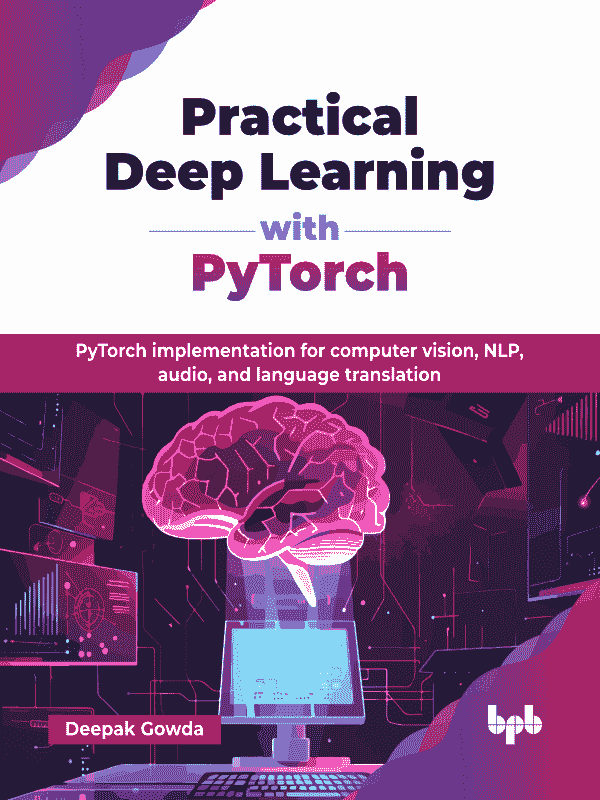 Practical
Deep Learning
with
PyTorch
PyTorch implementation for computer vision, NLP,
audio, and language translation
Deepak Gowda
bpb